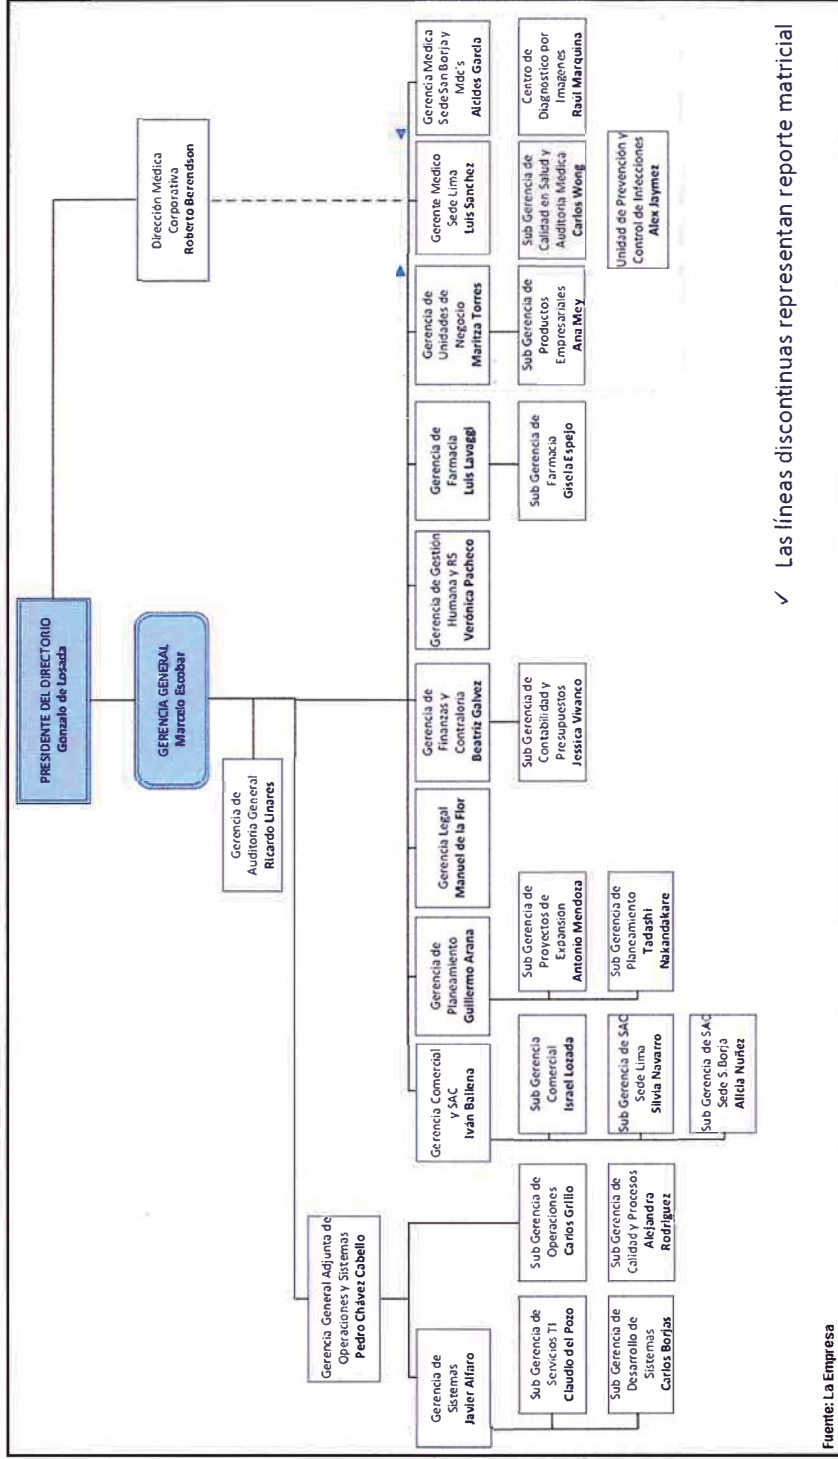 PRESIDENTE DEL DIRECTORIO
Gonzalo de Losada
GERENCIA GENERAL
Marcelo Escobar
Dirección Medica
Corporativa
Roberto Berendson
Gerencia de
Auditoria General
Ricardo Linares
Gerencia General Adjunta de
Operaciones y Sistemas
Pedro Chávez Cabello
Gerencia de
Sistemas
Javier Alfaro
Gerencia Comercial
y SAC
Iván Ballena
Gerencia de
Planeamiento
Guillermo Arana
Gerencia Legal
Manuel de la Flor
Gerencia de
Finanzas y
Contraloria
Beatriz Galvez
Gerencia de Gestión
Humana y RS
Verónica Pacheco
Gerencia de
Farmacia
Luis Lavaggi
Gerencia de
Unidades de
Negocio
Maritza Torres
Gerente Medico
Sede Lima
Luis Sanchez
Gerencia Medica
Sede San Borja y
Mdc's
Alcides Garcia
Sub Gerencia de
Servicios TI
Claudio del Pozo
Sub Gerencia de
Operaciones
Carlos Grillo
Sub Gerencia
Comercial
Israel Lozada
Sub Gerencia de
Proyectos de
Expansión
Antonio Mendoza
Sub Gerencia de
Contabilidad y
Presupuestos
Jessica Vivanco
Sub Gerencia de
Farmacia
Gisela Espejo
Sub Gerencia de
Productos
Empresariales
Ana Mey
Sub Gerencia de
Calidad en Salud y
Auditoria Medica
Carlos Wong
Centro de
Diagnostico por
Imagenes
Raúl Marquina
Sub Gerencia de
Desarrollo de
Sistemas
Carlos Borjas
Sub Gerencia de
Calidad y Procesos
Alejandra
Rodriguez
Sub Gerencia de SAC
Sede Lima
Silvia Navarro
Sub Gerencia de
Planeamiento
Tadashi
Nakandakare
Unidad de Prevención y
Control de Infecciones
Alex Jaymez
Sub Gerencia de SAC
Sede S.Borja
Alicia Nuñez
✓ Las líneas discontinuas representan reporte matricial
Fuente: La Empresa